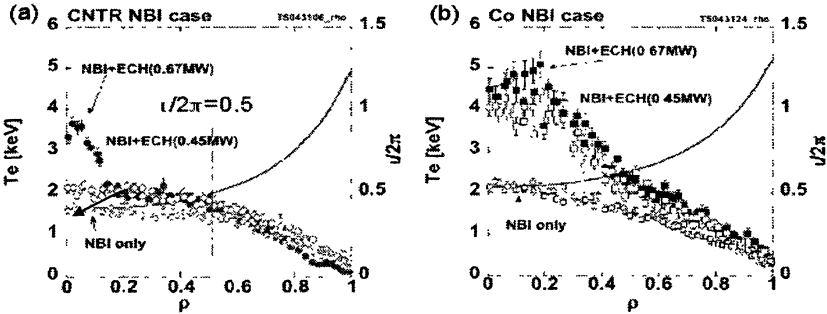 (a) CNTR NBI case TS043106_rho
6 1.5
5
4 1
3
2 0.5
1
0 0
Te [keV]
ι/2π
NBI+ECH(0.67MW)
ι/2π=0.5
NBI+ECH(0.45MW)
NBI only
0 0.2 0.4 0.6 0.8 1
ρ
(b) Co NBI case TS043124_rho
6 1.5
5
4 1
3
2 0.5
1
0 0
Te [keV]
ι/2π
NBI+ECH(0 67MW)
NBI+ECH(0 45MW)
NBI only
0 0.2 0.4 0.6 0.8 1
ρ